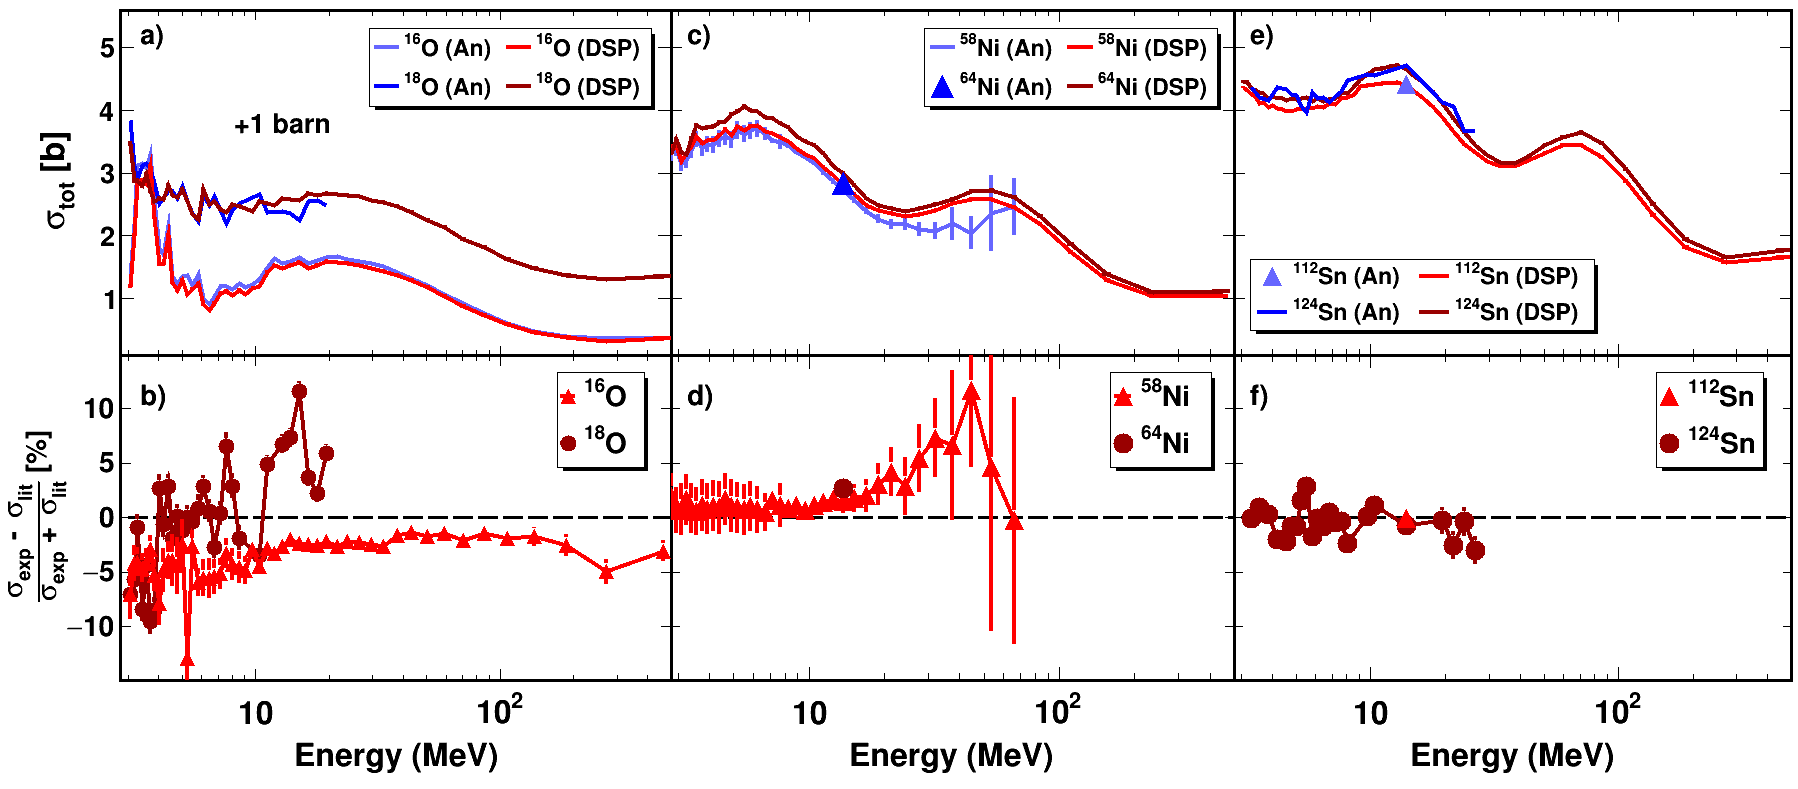 a)
¹⁶O (An) ¹⁶O (DSP)
¹⁸O (An) ¹⁸O (DSP)
+1 barn
c)
⁵⁸Ni (An) ⁵⁸Ni (DSP)
⁶⁴Ni (An) ⁶⁴Ni (DSP)
e)
¹¹²Sn (An) ¹¹²Sn (DSP)
¹²⁴Sn (An) ¹²⁴Sn (DSP)
σtot [b]
5
4
3
2
1
b)
¹⁶O
¹⁸O
d)
⁵⁸Ni
⁶⁴Ni
f)
¹¹²Sn
¹²⁴Sn
σexp - σlit
σexp + σlit [%]
10
5
0
−5
−10
10 10² 10 10² 10 10²
Energy (MeV) Energy (MeV) Energy (MeV)